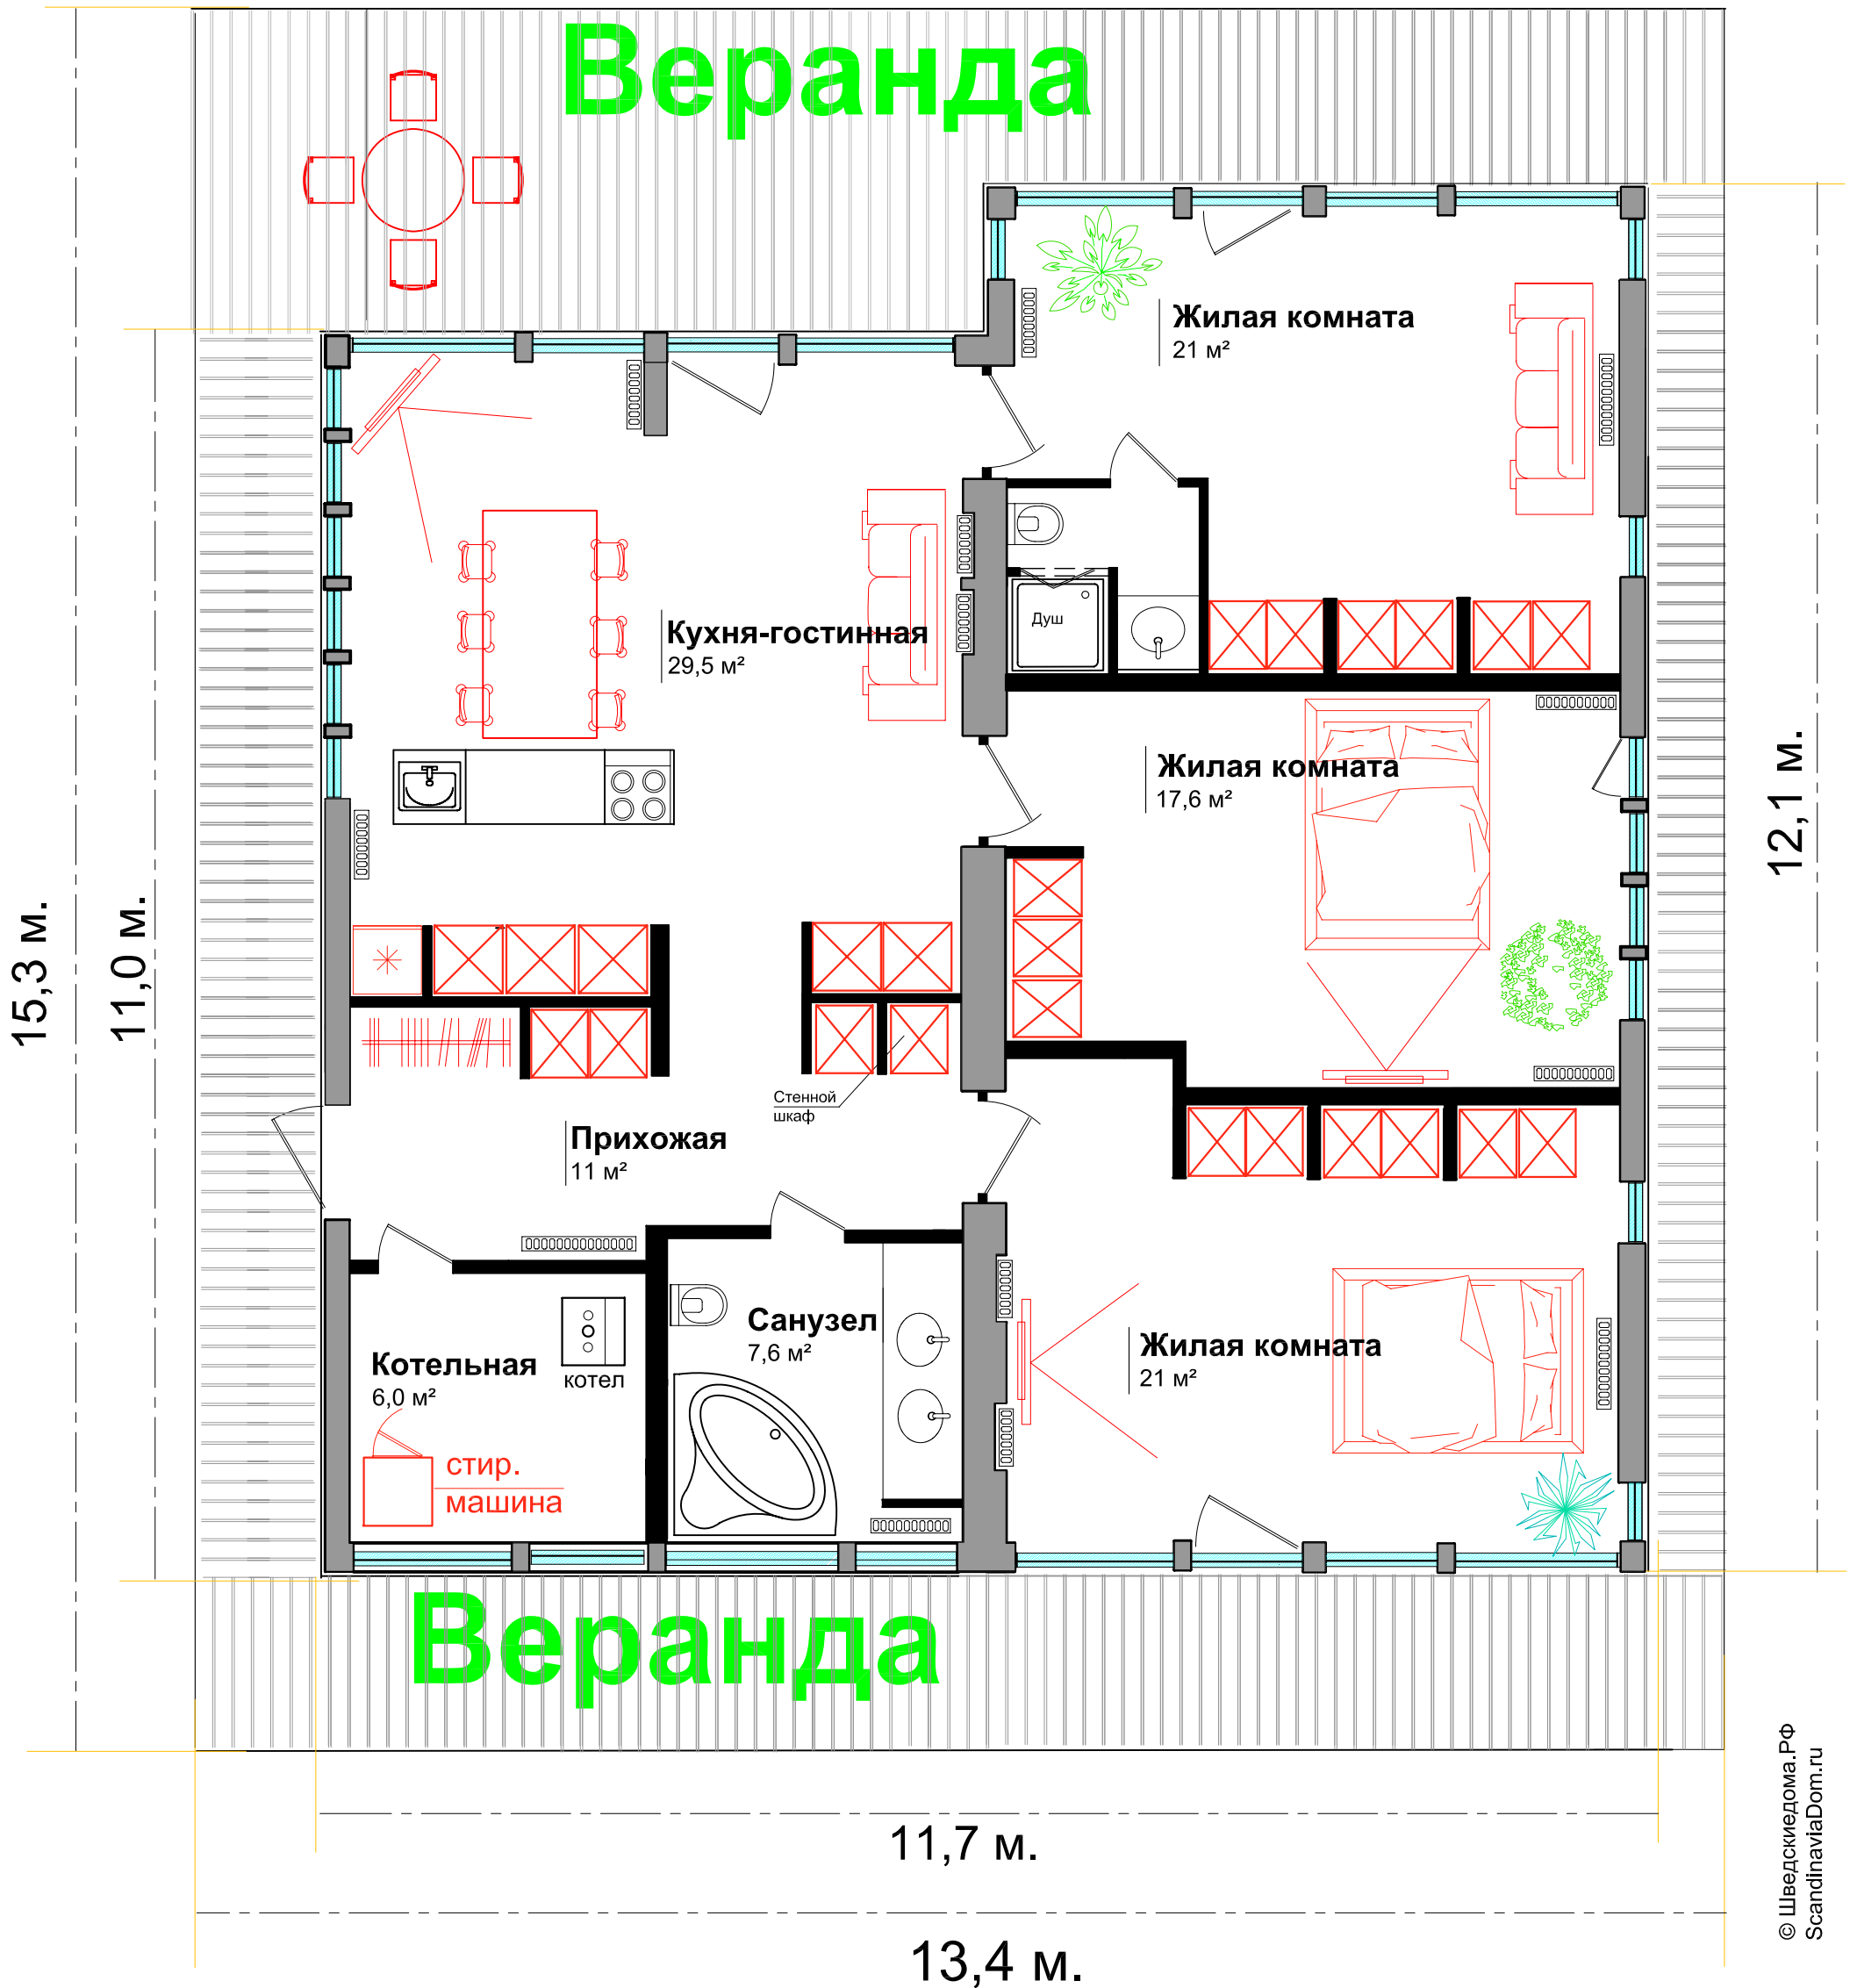 Веранда
Жилая комната
21 м²
Душ
Кухня-гостинная
29,5 м²
Жилая комната
17,6 м²
15,3 м.
11,0 м.
12,1 м.
Стенной
шкаф
Прихожая
11 м²
Санузел
7,6 м²
Жилая комната
21 м²
Котельная
6,0 м²
котел
стир.
машина
Веранда
11,7 м.
13,4 м.
© Шведскиедома.РФ
ScandinaviaDom.ru